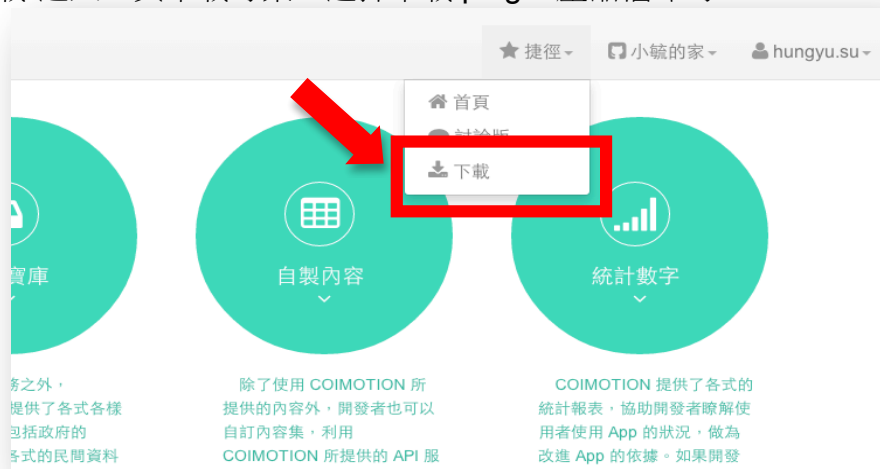 捷徑
小毓的家
hungyu.su
首頁
討論版
下載
寶庫
自製內容
統計數字
務之外，
提供了各式各樣
包括政府的
各式的民間資料
除了使用 COIMOTION 所
提供的內容外，開發者也可以
自訂內容集，利用
COIMOTION 所提供的 API 服
COIMOTION 提供了各式的
統計報表，協助開發者瞭解使
用者使用 App 的狀況，做為
改進 App 的依據。如果開發